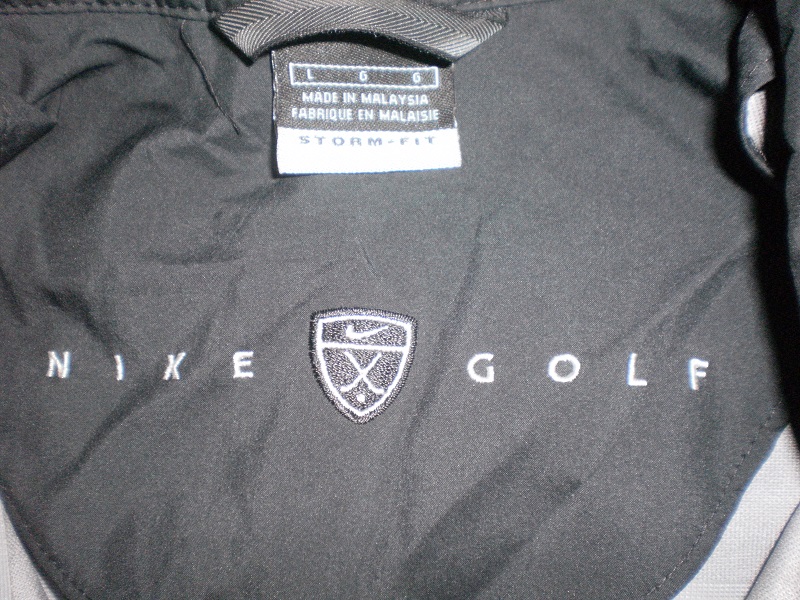 L G G
MADE IN MALAYSIA
FABRIQUE EN MALAISIE
STORM-FIT
NIKE GOLF